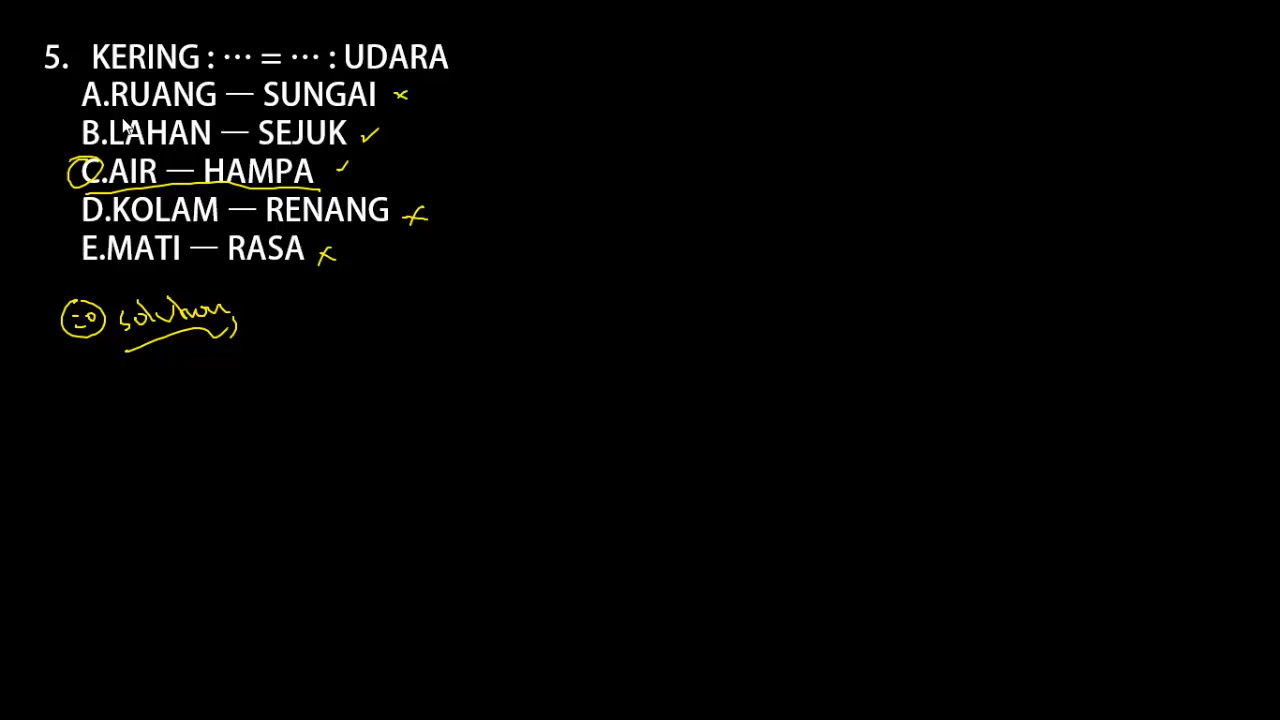 5. KERING : ... = ... : UDARA
A.RUANG — SUNGAI
B.LAHAN — SEJUK
C.AIR — HAMPA
D.KOLAM — RENANG
E.MATI — RASA
solution,